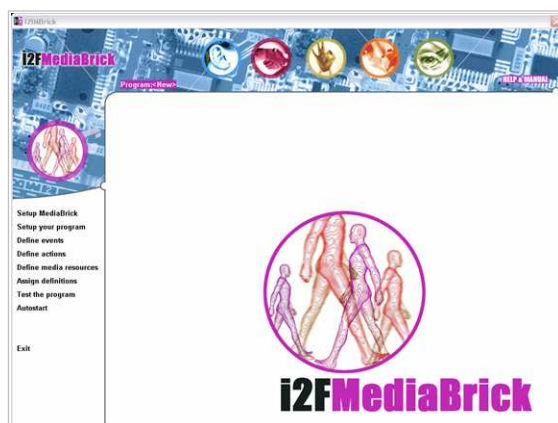 i2fMBrick
i2FMediaBrick
Program:<New>
HELP & MANUAL
Setup MediaBrick
Setup your program
Define events
Define actions
Define media resources
Assign definitions
Test the program
Autostart
Exit
i2FMediaBrick